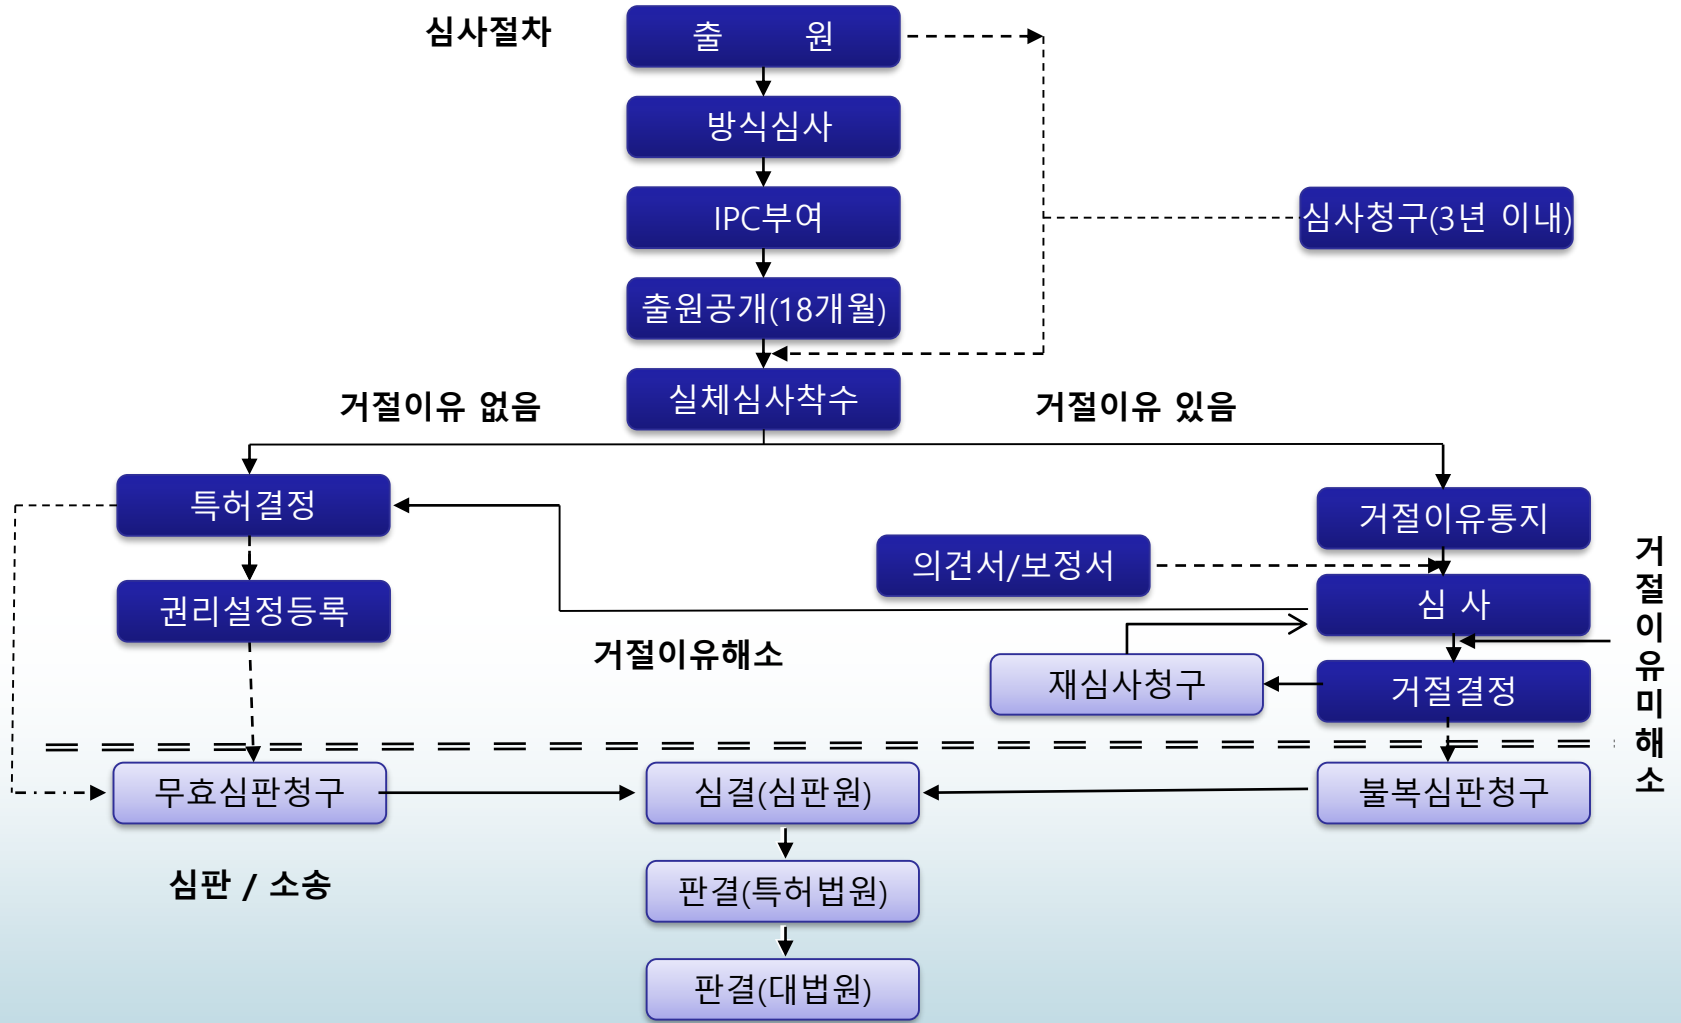 심사절차
출 원
방식심사
IPC부여
심사청구(3년 이내)
출원공개(18개월)
실체심사착수
거절이유 없음
거절이유 있음
특허결정
거절이유통지
의견서/보정서
심 사
권리설정등록
거절이유해소
재심사청구
거절결정
거절이유미해소
무효심판청구
심결(심판원)
불복심판청구
심판 / 소송
판결(특허법원)
판결(대법원)